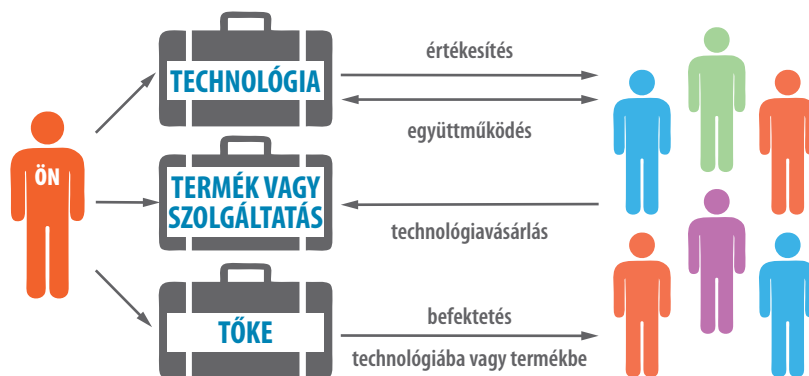 TECHNOLÓGIA
értékesítés
együttműködés
ÖN
TERMÉK VAGY
SZOLGÁLTATÁS
technológiavásárlás
TŐKE
befektetés
technológiába vagy termékbe